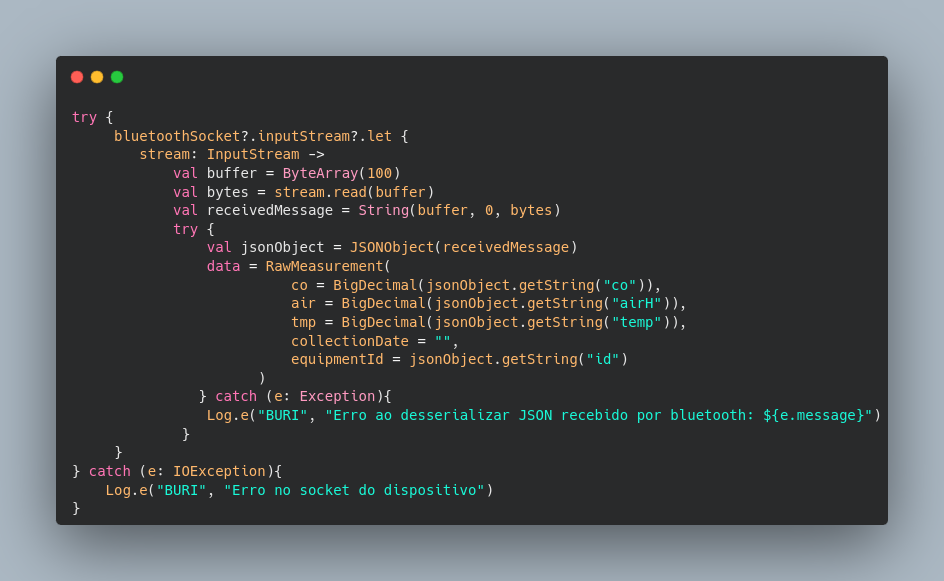 try {
bluetoothSocket?.inputStream?.let {
stream: InputStream ->
val buffer = ByteArray(100)
val bytes = stream.read(buffer)
val receivedMessage = String(buffer, 0, bytes)
try {
val jsonObject = JSONObject(receivedMessage)
data = RawMeasurement(
co = BigDecimal(jsonObject.getString("co")),
air = BigDecimal(jsonObject.getString("airH")),
tmp = BigDecimal(jsonObject.getString("temp")),
collectionDate = "",
equipmentId = jsonObject.getString("id")
)
} catch (e: Exception){
Log.e("BURI", "Erro ao desserializar JSON recebido por bluetooth: ${e.message}")
}
}
} catch (e: IOException){
Log.e("BURI", "Erro no socket do dispositivo")
}